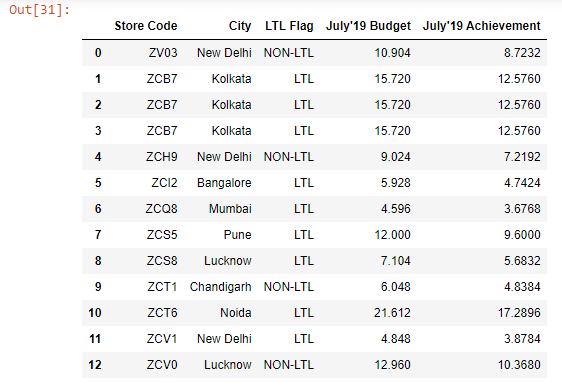 Out[31]:
Store Code City LTL Flag July'19 Budget July'19 Achievement
0 ZV03 New Delhi NON-LTL 10.904 8.7232
1 ZCB7 Kolkata LTL 15.720 12.5760
2 ZCB7 Kolkata LTL 15.720 12.5760
3 ZCB7 Kolkata LTL 15.720 12.5760
4 ZCH9 New Delhi NON-LTL 9.024 7.2192
5 ZCI2 Bangalore LTL 5.928 4.7424
6 ZCQ8 Mumbai LTL 4.596 3.6768
7 ZCS5 Pune LTL 12.000 9.6000
8 ZCS8 Lucknow LTL 7.104 5.6832
9 ZCT1 Chandigarh NON-LTL 6.048 4.8384
10 ZCT6 Noida LTL 21.612 17.2896
11 ZCV1 New Delhi LTL 4.848 3.8784
12 ZCV0 Lucknow NON-LTL 12.960 10.3680